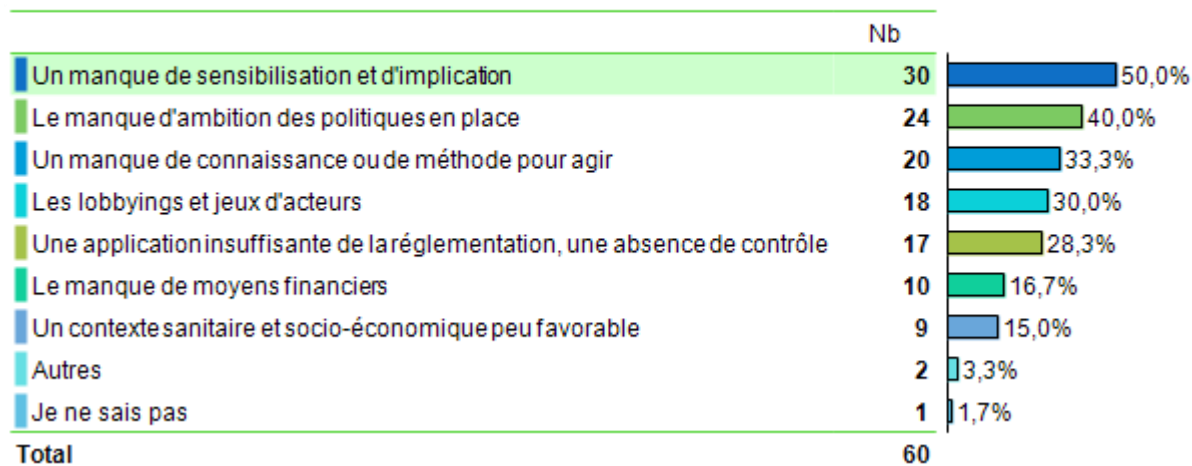 Nb
Un manque de sensibilisation et d'implication 30 50,0%
Le manque d'ambition des politiques en place 24 40,0%
Un manque de connaissance ou de méthode pour agir 20 33,3%
Les lobbyings et jeux d'acteurs 18 30,0%
Une application insuffisante de la réglementation, une absence de contrôle 17 28,3%
Le manque de moyens financiers 10 16,7%
Un contexte sanitaire et socio-économique peu favorable 9 15,0%
Autres 2 3,3%
Je ne sais pas 1 1,7%
Total 60